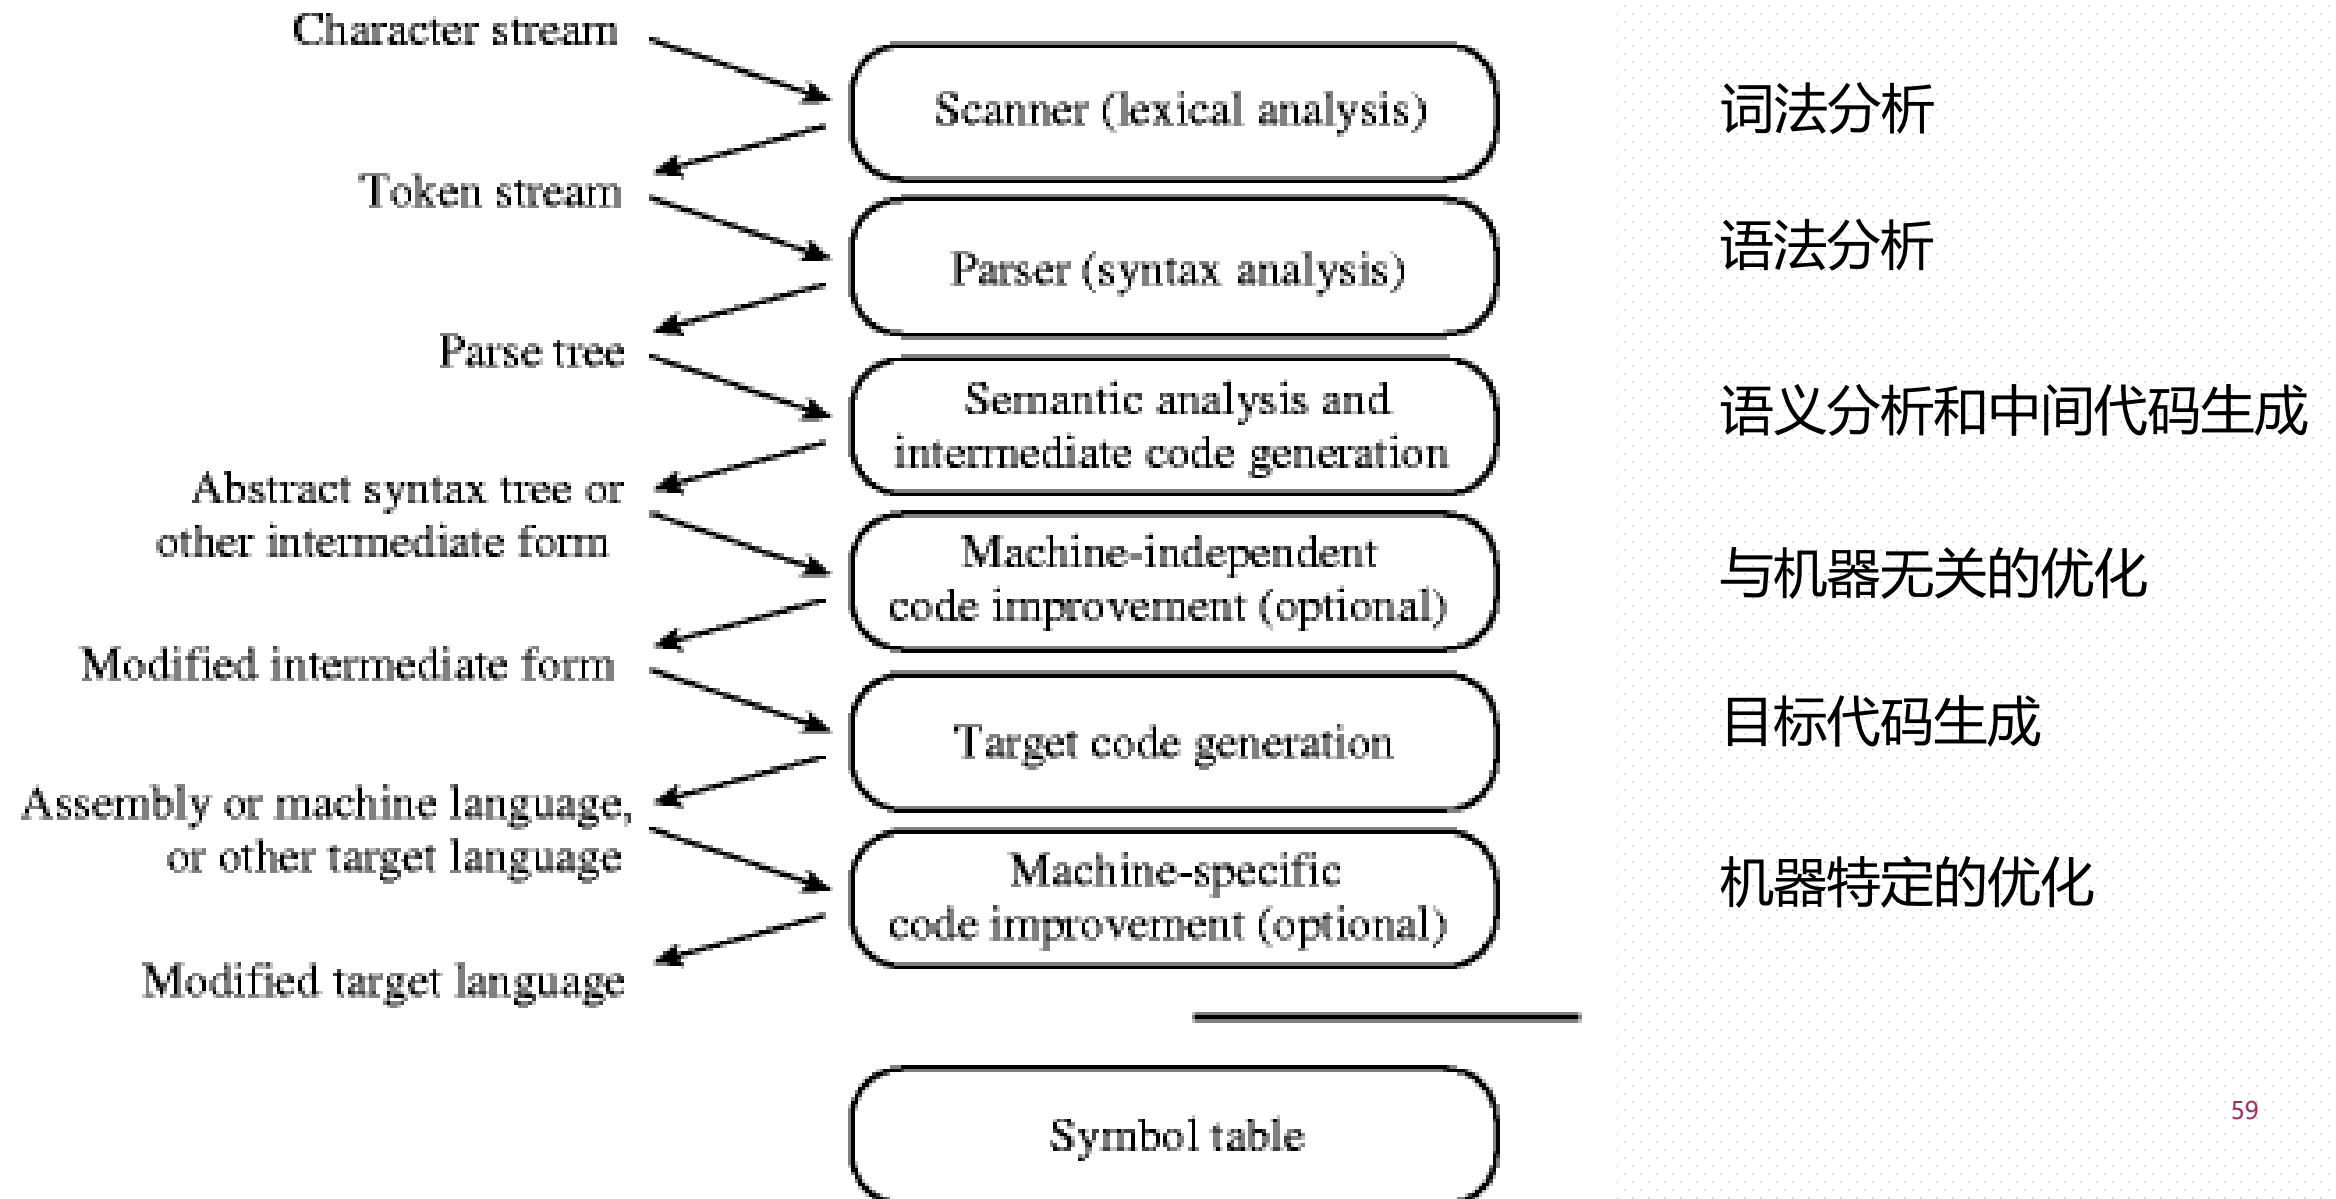 Character stream
Scanner (lexical analysis)
词法分析
Token stream
Parser (syntax analysis)
语法分析
Parse tree
Semantic analysis and
intermediate code generation
语义分析和中间代码生成
Abstract syntax tree or
other intermediate form
Machine-independent
code improvement (optional)
与机器无关的优化
Modified intermediate form
Target code generation
目标代码生成
Assembly or machine language,
or other target language
Machine-specific
code improvement (optional)
机器特定的优化
Modified target language
Symbol table
59